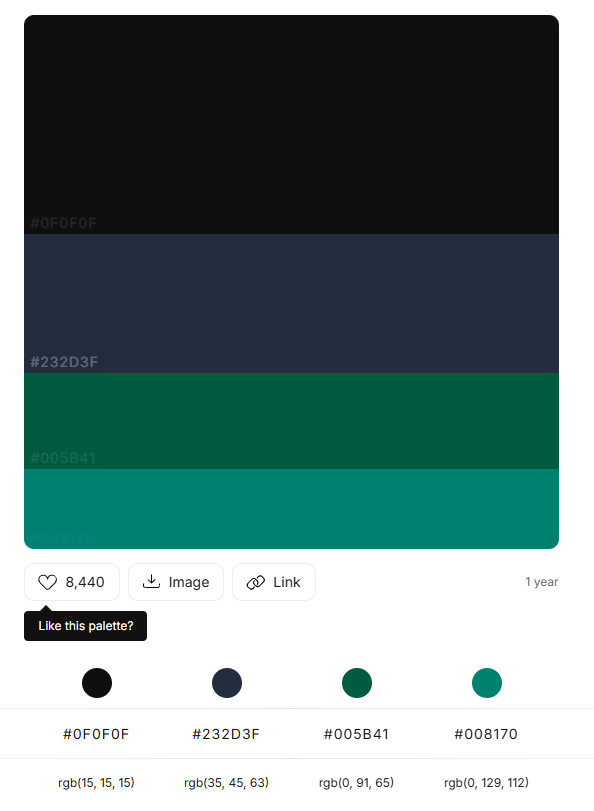 #0F0F0F
#232D3F
#005B41
#008170
8,440 Image Link 1 year
Like this palette?
#0F0F0F #232D3F #005B41 #008170
rgb(15, 15, 15) rgb(35, 45, 63) rgb(0, 91, 65) rgb(0, 129, 112)